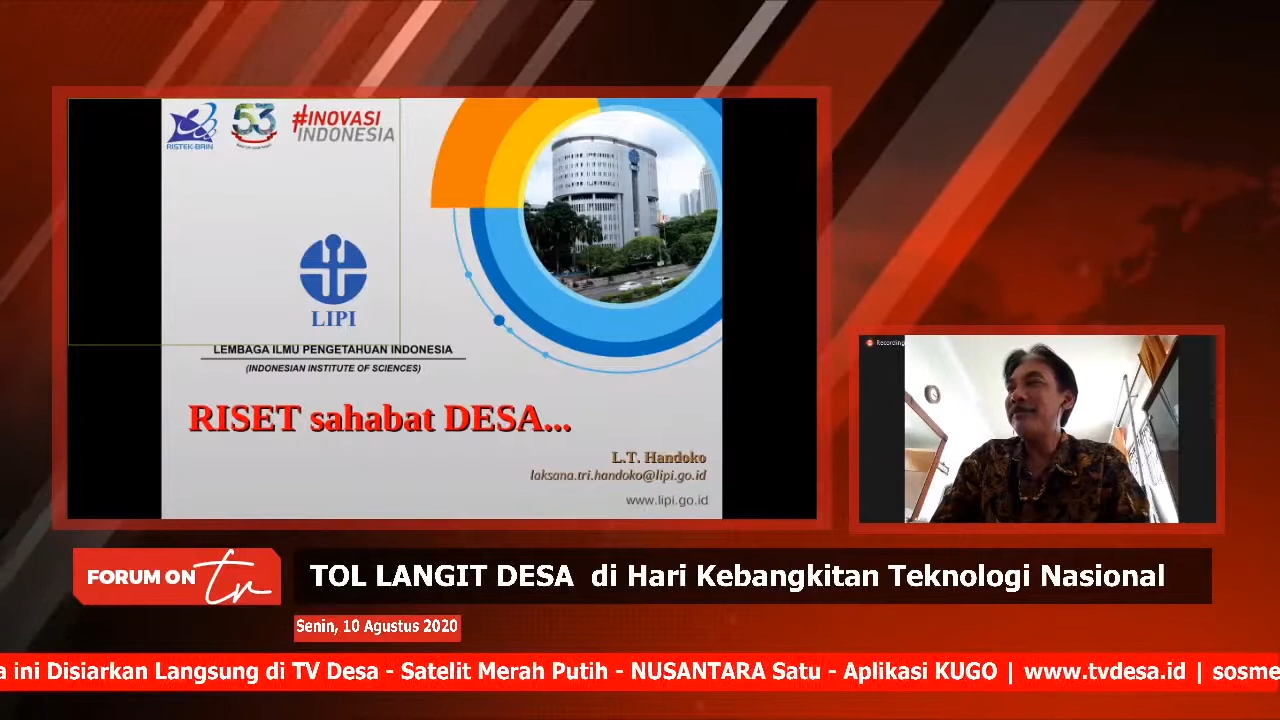 RISTEK-BRIN
53
#INOVASI
INDONESIA
LIPI
LEMBAGA ILMU PENGETAHUAN INDONESIA
(INDONESIAN INSTITUTE OF SCIENCES)
RISET sahabat DESA...
L.T. Handoko
laksana.tri.handoko@lipi.go.id
www.lipi.go.id
Recording
FORUM ON tv
TOL LANGIT DESA di Hari Kebangkitan Teknologi Nasional
Senin, 10 Agustus 2020
a ini Disiarkan Langsung di TV Desa - Satelit Merah Putih - NUSANTARA Satu - Aplikasi KUGO | www.tvdesa.id | sosme